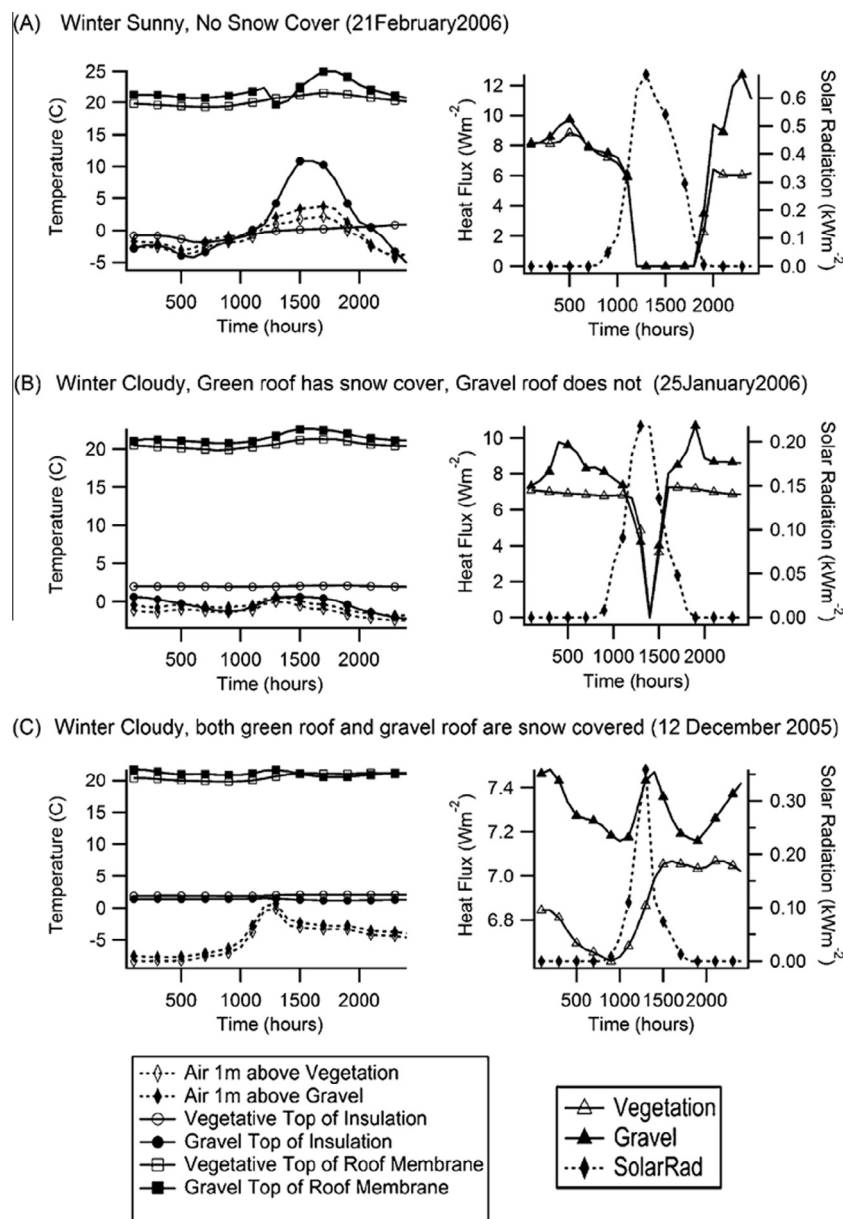 (A) Winter Sunny, No Snow Cover (21February2006)
Temperature (C)
25
20
15
10
5
0
-5
500 1000 1500 2000
Time (hours)
Heat Flux (Wm-2)
12
10
8
6
4
2
0
500 1000 1500 2000
Time (hours)
0.6
0.5
0.4
0.3
0.2
0.1
0.0
Solar Radiation (kWm-2)
(B) Winter Cloudy, Green roof has snow cover, Gravel roof does not (25January2006)
Temperature (C)
20
15
10
5
0
500 1000 1500 2000
Time (hours)
Heat Flux (Wm-2)
10
8
6
4
2
0
500 1000 1500 2000
Time (hours)
0.20
0.15
0.10
0.05
0.00
Solar Radiation (kWm-2)
(C) Winter Cloudy, both green roof and gravel roof are snow covered (12 December 2005)
Temperature (C)
20
15
10
5
0
-5
500 1000 1500 2000
Time (hours)
Heat Flux (Wm-2)
7.4
7.2
7.0
6.8
500 1000 1500 2000
Time (hours)
0.30
0.20
0.10
0.00
Solar Radiation (kWm-2)
Air 1m above Vegetation
Air 1m above Gravel
Vegetative Top of Insulation
Gravel Top of Insulation
Vegetative Top of Roof Membrane
Gravel Top of Roof Membrane
Vegetation
Gravel
SolarRad